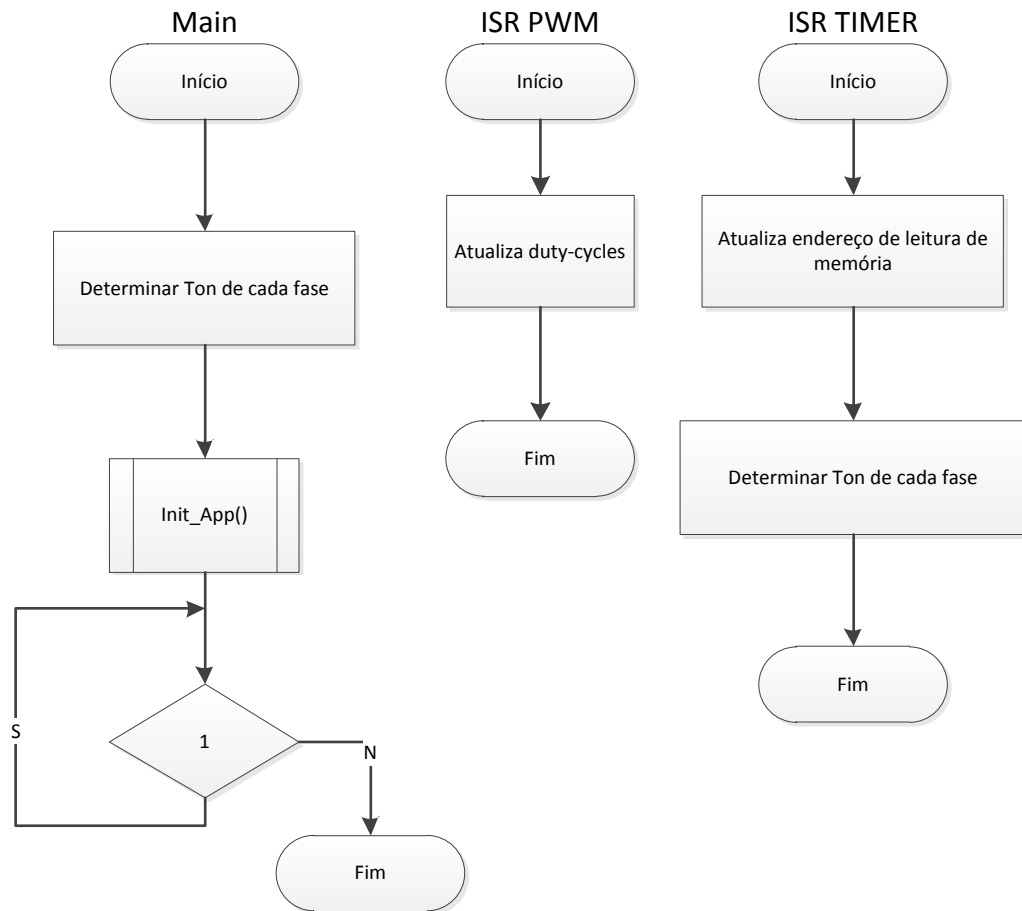 Main
Início
Determinar Ton de cada fase
Init_App()
1
S
N
Fim
ISR PWM
Início
Atualiza duty-cycles
Fim
ISR TIMER
Início
Atualiza endereço de leitura de
memória
Determinar Ton de cada fase
Fim